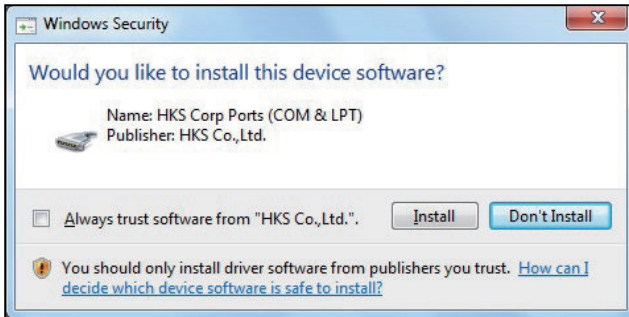 Windows Security
Would you like to install this device software?
Name: HKS Corp Ports (COM & LPT)
Publisher: HKS Co.,Ltd.
Always trust software from "HKS Co.,Ltd.".
Install
Don't Install
You should only install driver software from publishers you trust. How can I
decide which device software is safe to install?